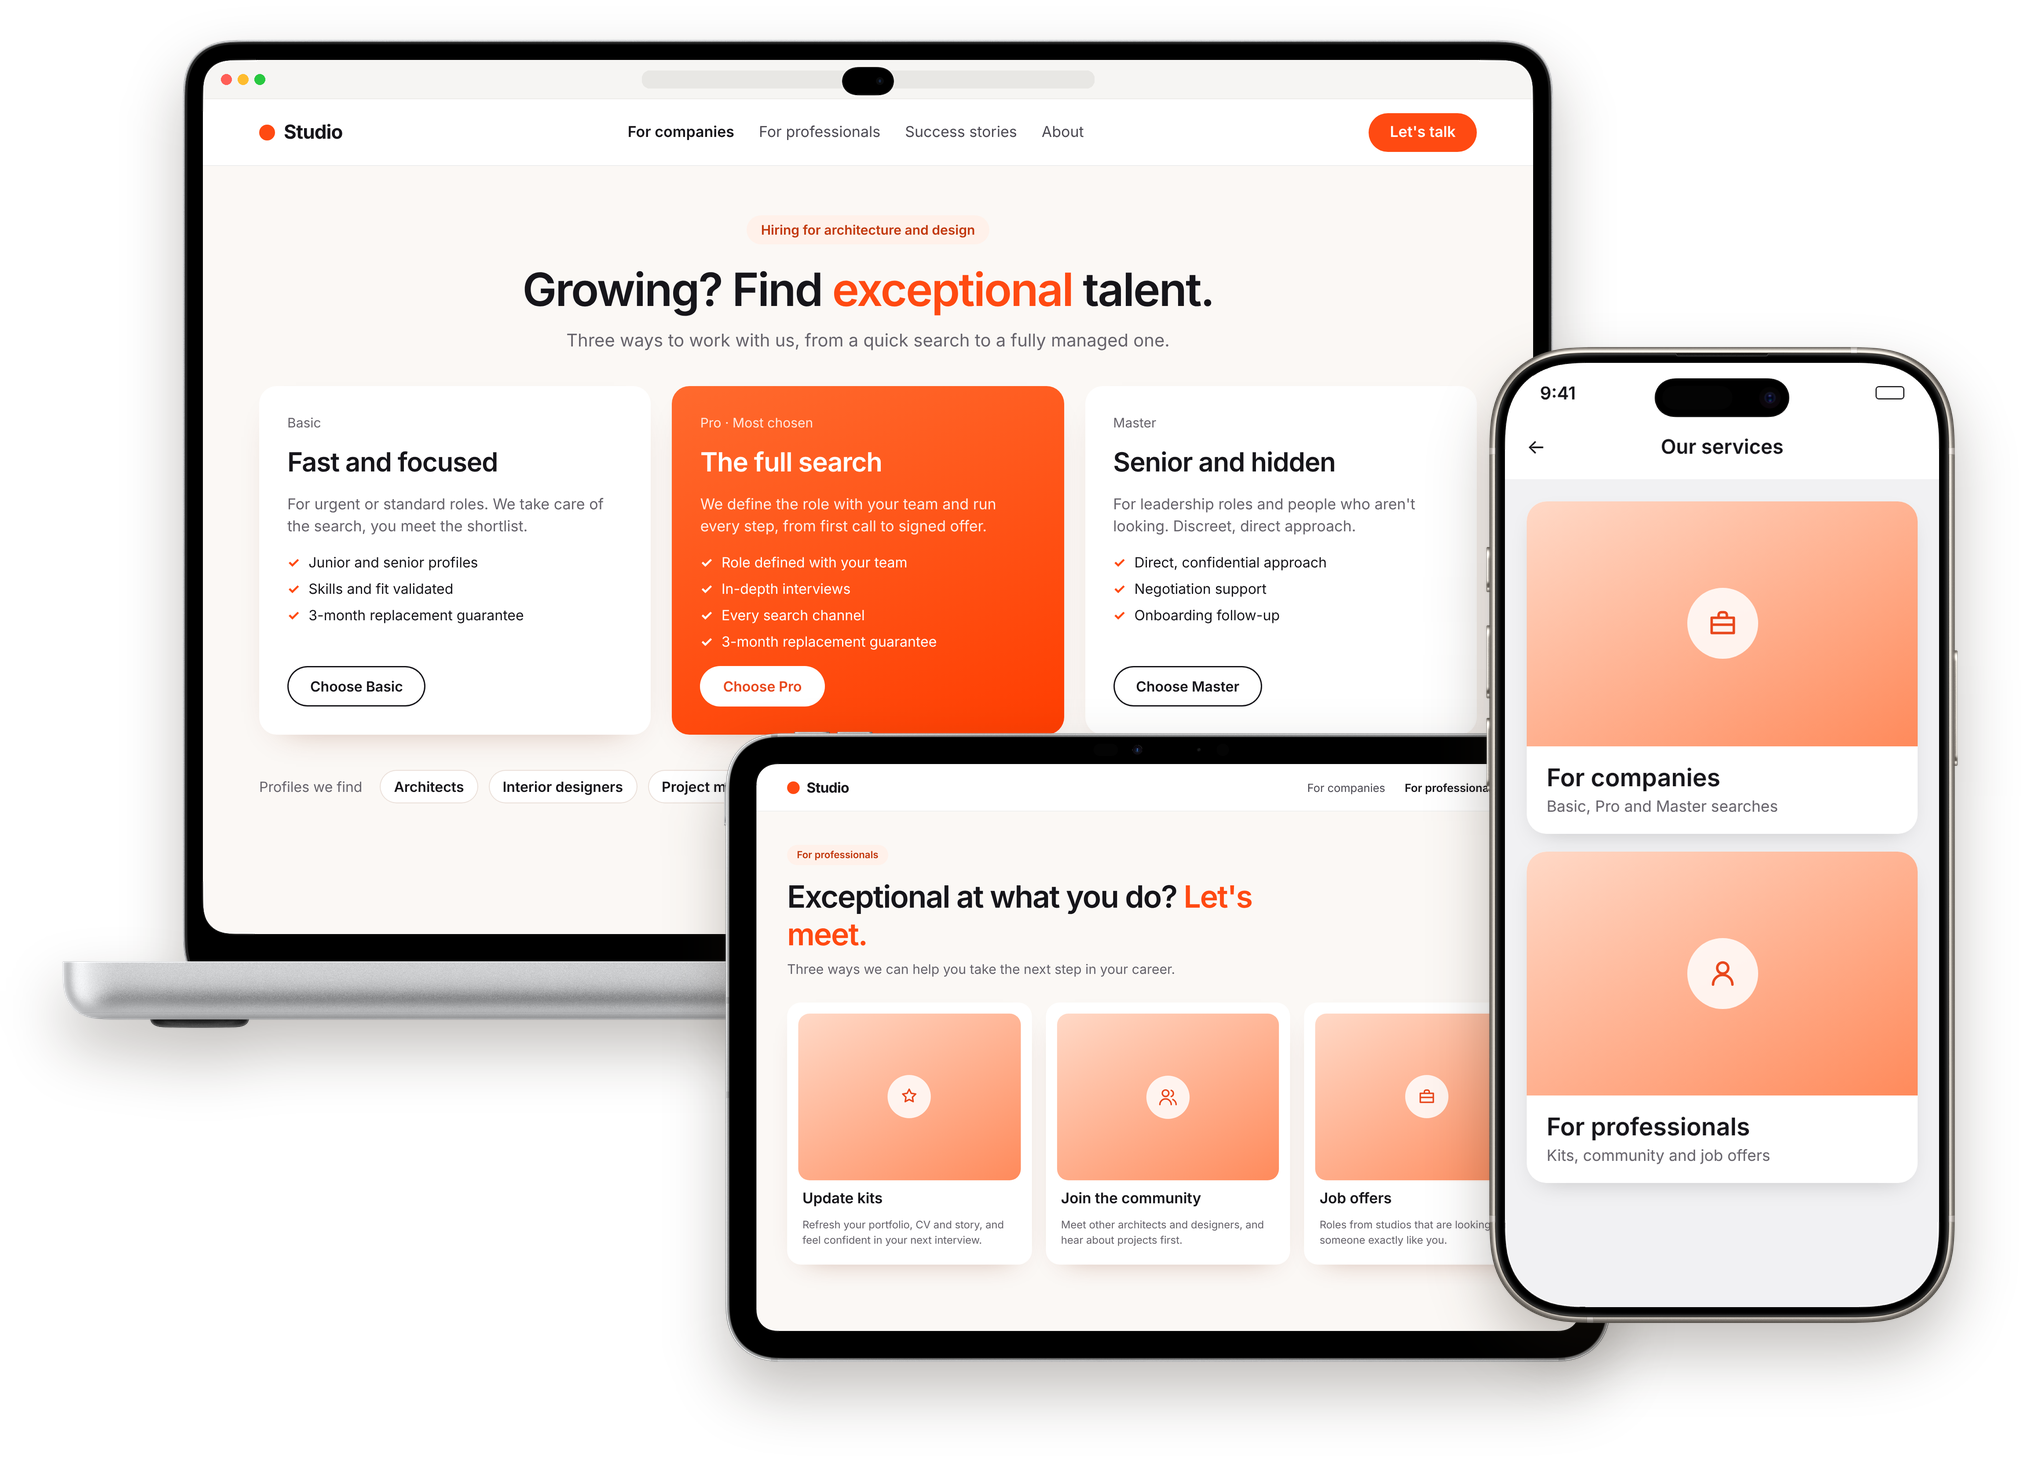 Studio
For companies
For professionals
Success stories
About
Let's talk
Hiring for architecture and design
Growing? Find exceptional talent.
Three ways to work with us, from a quick search to a fully managed one.
Basic
Fast and focused
For urgent or standard roles. We take care of
the search, you meet the shortlist.
Junior and senior profiles
Skills and fit validated
3-month replacement guarantee
Choose Basic
Pro · Most chosen
The full search
We define the role with your team and run
every step, from first call to signed offer.
Role defined with your team
In-depth interviews
Every search channel
3-month replacement guarantee
Choose Pro
Master
Senior and hidden
For leadership roles and people who aren't
looking. Discreet, direct approach.
Direct, confidential approach
Negotiation support
Onboarding follow-up
Choose Master
Profiles we find
Architects
Interior designers
Project
Studio
For companies
For professionals
Exceptional at what you do? Let's
meet.
Three ways we can help you take the next step in your career.
Update kits
Refresh your portfolio, CV and story, and
feel confident in your next interview.
Join the community
Meet other architects and designers, and
hear about projects first.
Job offers
Roles from studios that are looking
someone exactly like you.
9:41
Our services
For companies
Basic, Pro and Master searches
For professionals
Kits, community and job offers